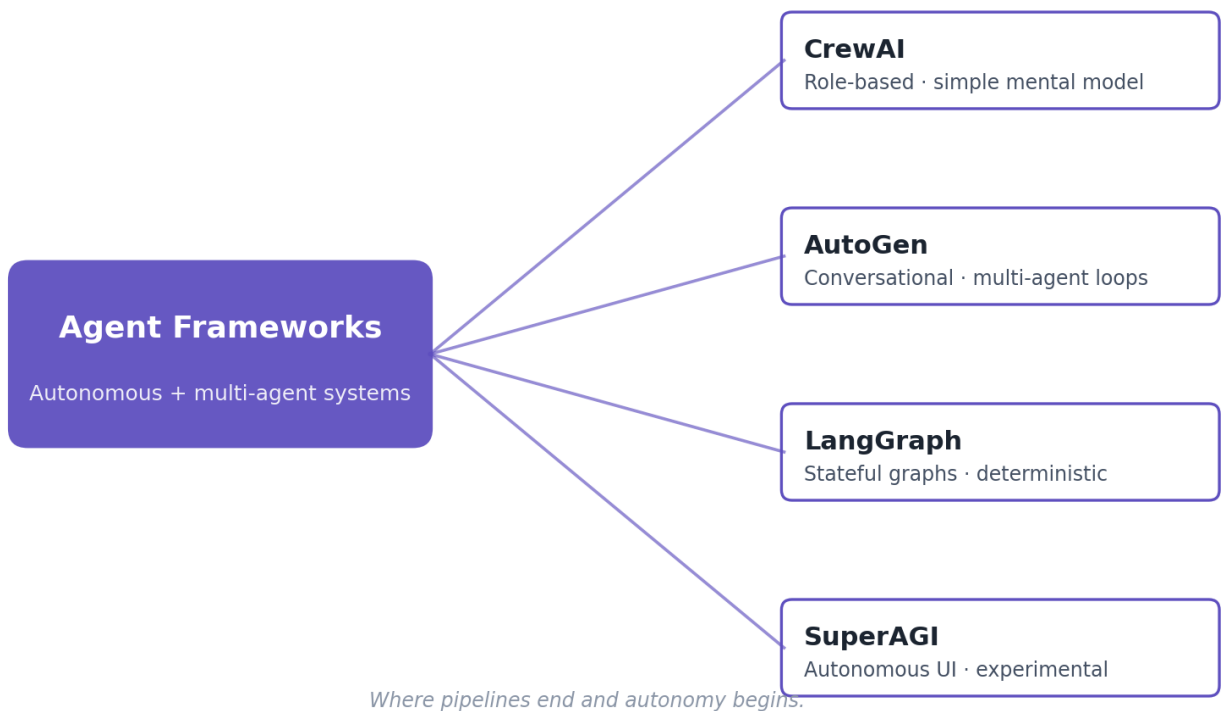 Agent Frameworks
Autonomous + multi-agent systems
CrewAI
Role-based · simple mental model
AutoGen
Conversational · multi-agent loops
LangGraph
Stateful graphs · deterministic
SuperAGI
Autonomous UI · experimental
Where pipelines end and autonomy begins.